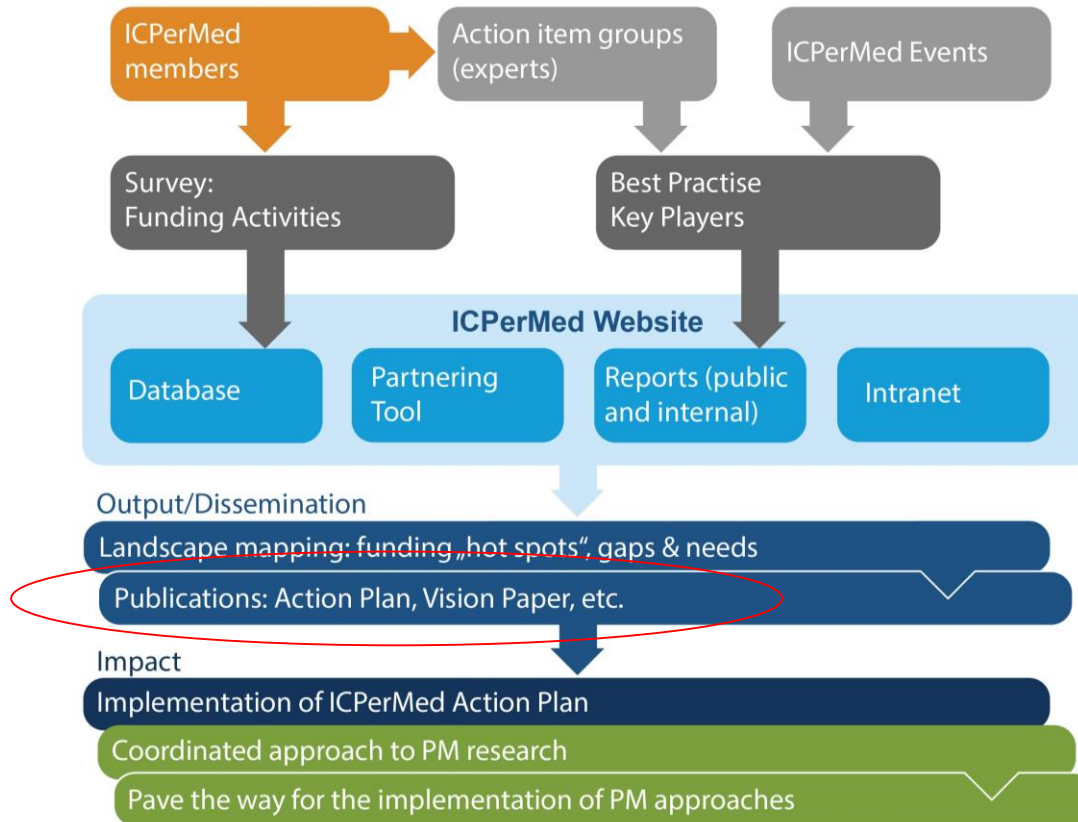 ICPerMed
members
Action item groups
(experts)
ICPerMed Events
Survey:
Funding Activities
Best Practise
Key Players
ICPerMed Website
Database
Partnering
Tool
Reports (public
and internal)
Intranet
Output/Dissemination
Landscape mapping: funding „hot spots“, gaps & needs
Publications: Action Plan, Vision Paper, etc.
Impact
Implementation of ICPerMed Action Plan
Coordinated approach to PM research
Pave the way for the implementation of PM approaches